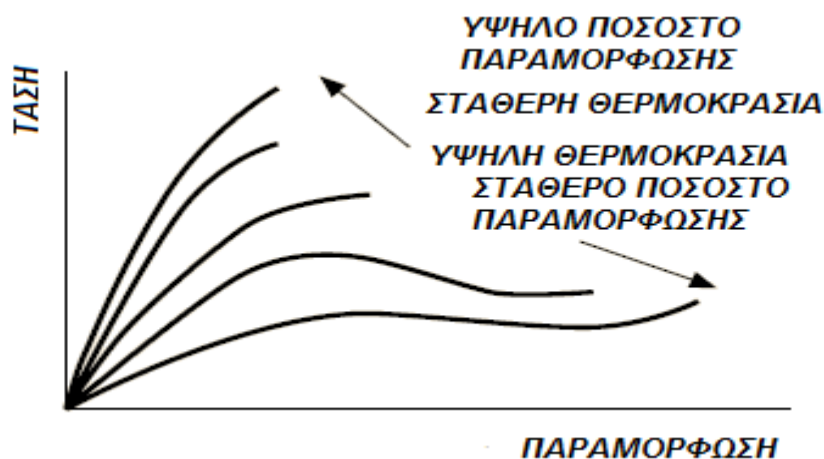 ΥΨΗΛΟ ΠΟΣΟΣΤΟ
ΠΑΡΑΜΟΡΦΩΣΗΣ
ΣΤΑΘΕΡΗ ΘΕΡΜΟΚΡΑΣΙΑ
ΥΨΗΛΗ ΘΕΡΜΟΚΡΑΣΙΑ
ΣΤΑΘΕΡΟ ΠΟΣΟΣΤΟ
ΠΑΡΑΜΟΡΦΩΣΗΣ
ΤΑΣΗ
ΠΑΡΑΜΟΡΦΩΣΗ